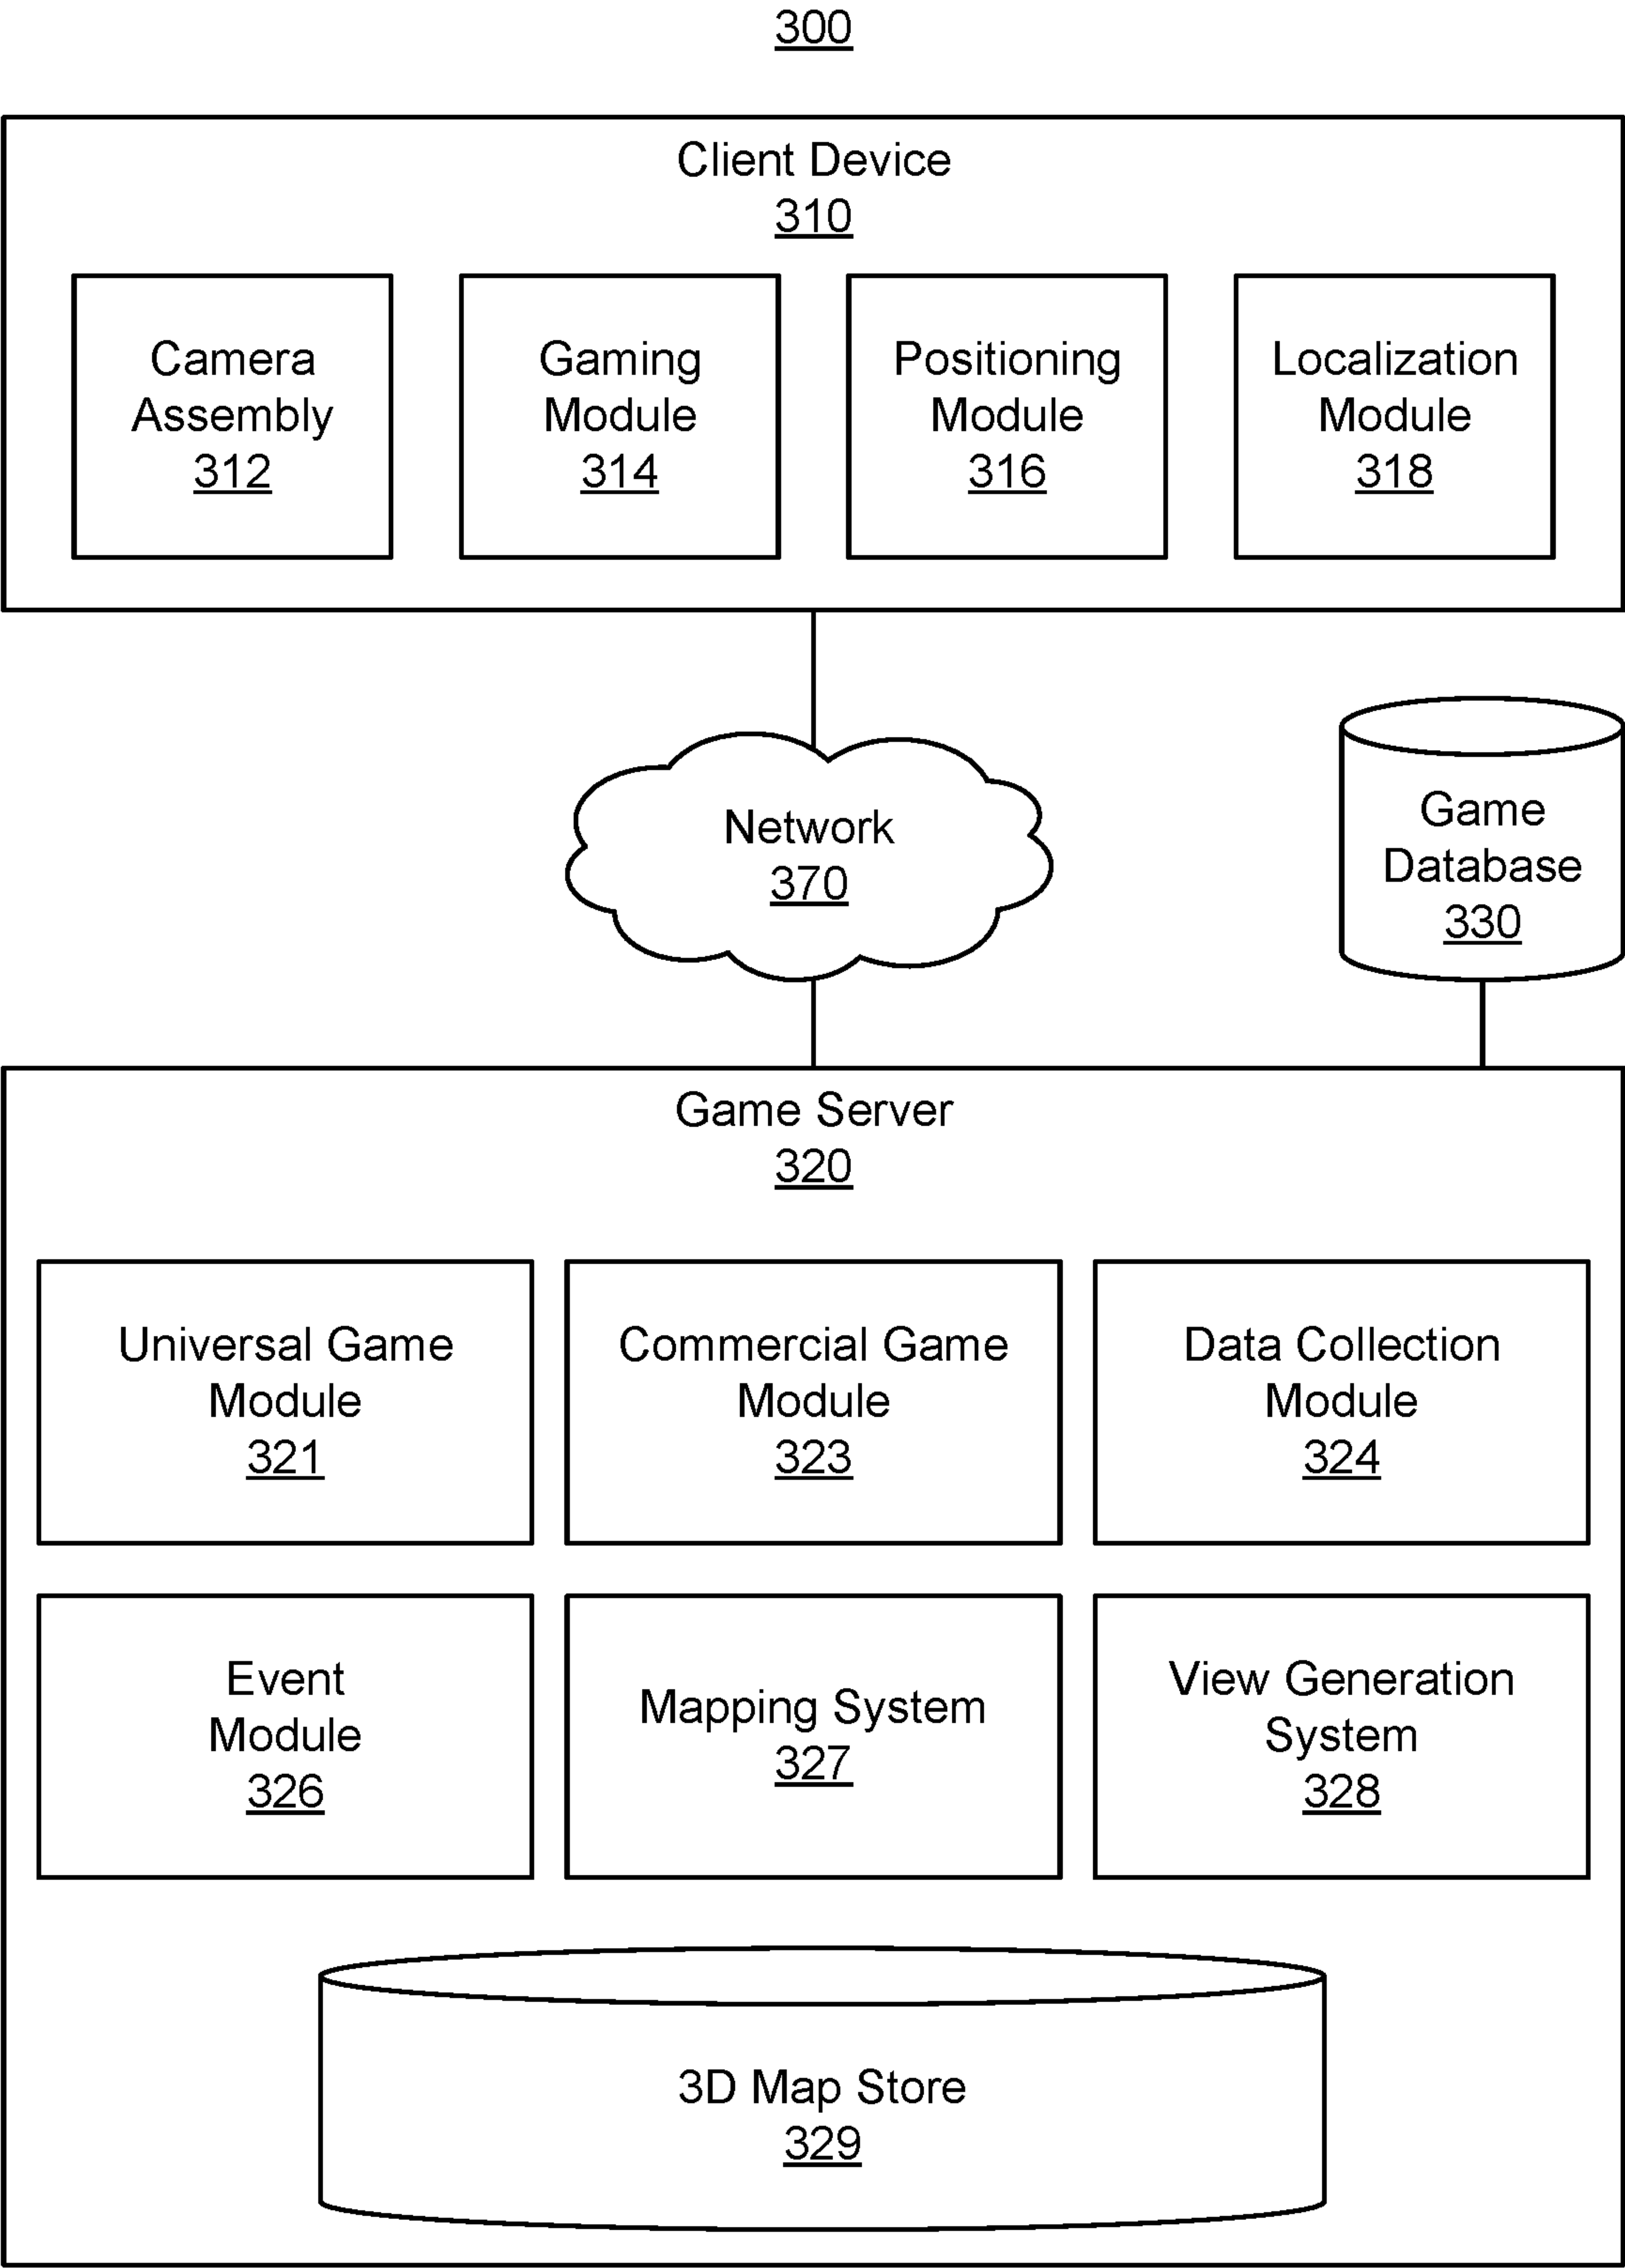 300
Client Device
310
Camera
Assembly
312
Gaming
Module
314
Positioning
Module
316
Localization
Module
318
Network
370
Game
Database
330
Game Server
320
Universal Game
Module
321
Commercial Game
Module
323
Data Collection
Module
324
Event
Module
326
Mapping System
327
View Generation
System
328
3D Map Store
329